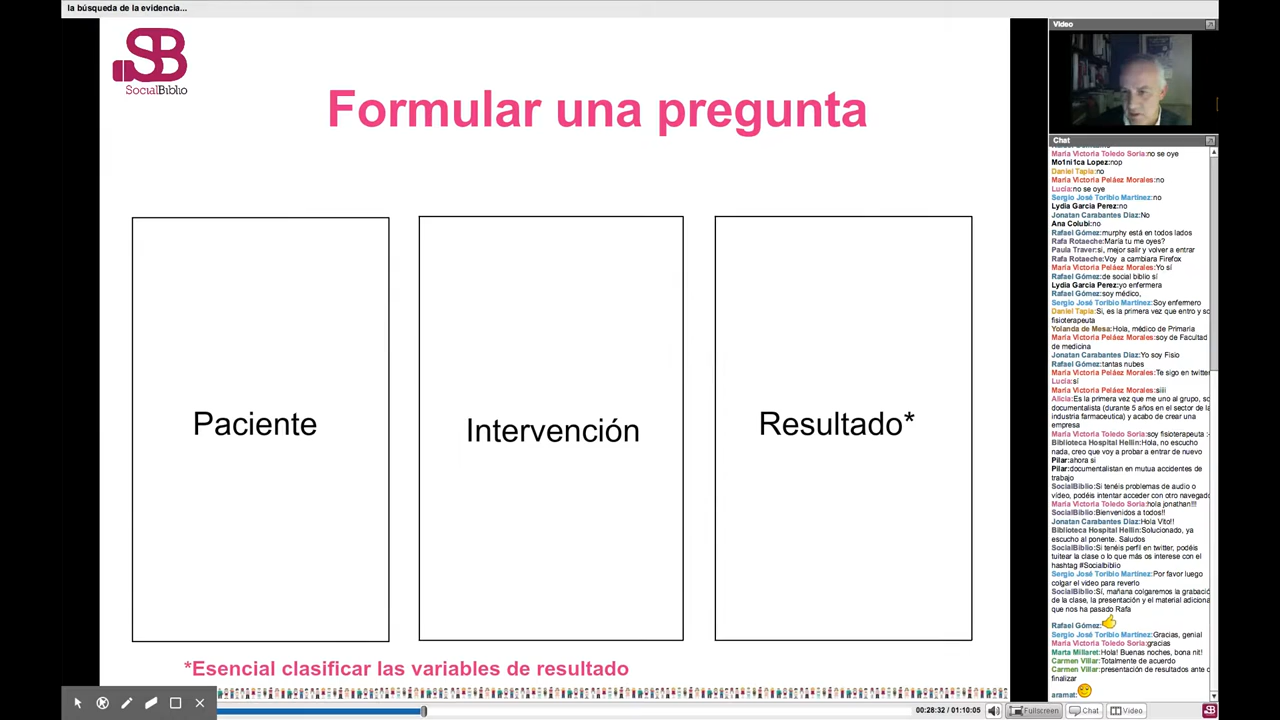 la búsqueda de la evidencia...
SB
SocialBiblio
Formular una pregunta
Paciente
Intervención
Resultado*
*Esencial clasificar las variables de resultado
00:28:32 / 01:10:05
Fullscreen
Chat
Video
Video
Chat
María Victoria Toledo Soria:no se oye
Mo1ni1ca Lopez:nop
Daniel Tapia:no
María Victoria Peláez Morales:no
Lucía:no se oye
Sergio José Toribio Martínez:no
Lydia Garcia Perez:no
Jonatan Carabantes Diaz:No
Ana Colubi:no
Rafael Gómez:murphy está en todos lados
Rafa Rotaeche:María tu me oyes?
Paula Traver:si, mejor salir y volver a entrar
Rafa Rotaeche:Voy a cambiara Firefox
María Victoria Peláez Morales:Yo sí
Rafael Gómez:de social biblio sí
Lydia Garcia Perez:yo enfermera
Rafael Gómez:soy médico,
Sergio José Toribio Martínez:Soy enfermero
Daniel Tapia:Si, es la primera vez que entro y so
fisioterapeuta
Yolanda de Mesa:Hola, médico de Primaria
María Victoria Peláez Morales:soy de Facultad
de medicina
Jonatan Carabantes Diaz:Yo soy Fisio
Rafael Gómez:tantas nubes
María Victoria Peláez Morales:Te sigo en twitter
Lucía:sí
María Victoria Peláez Morales:siiii
Alicia:Es la primera vez que me uno al grupo, so
documentalista (durante 5 años en el sector de la
industria farmaceutica) y acabo de crear una
empresa
María Victoria Toledo Soria:soy fisioterapeuta :-
Biblioteca Hospital Hellin:Hola, no escucho
nada, creo que voy a probar a entrar de nuevo
Pilar:ahora si
Pilar:documentalistan en mutua accidentes de
trabajo
SocialBiblio:Si tenéis problemas de audio o
vídeo, podéis intentar acceder con otro navegado
María Victoria Toledo Soria:hola jonathan!!!
SocialBiblio:Bienvenidos a todos!!
Jonatan Carabantes Diaz:Hola Vito!!
Biblioteca Hospital Hellin:Solucionado, ya
escucho al ponente. Saludos
SocialBiblio:Si tenéis perfil en twitter, podéis
tuitear la clase o lo que más os interese con el
hashtag #Socialbiblio
Sergio José Toribio Martínez:Por favor luego
colgar el video para reverlo
SocialBiblio:Sí, mañana colgaremos la grabació
de la clase, la presentación y el material adiciona
que nos ha pasado Rafa
Rafael Gómez:
Sergio José Toribio Martínez:Gracias, genial
María Victoria Toledo Soria:gracias
Marta Millaret:Hola! Buenas noches, bona nit!
Carmen Villar:Totalmente de acuerdo
Carmen Villar:presentación de resultados ante d
finalizar
aramat: